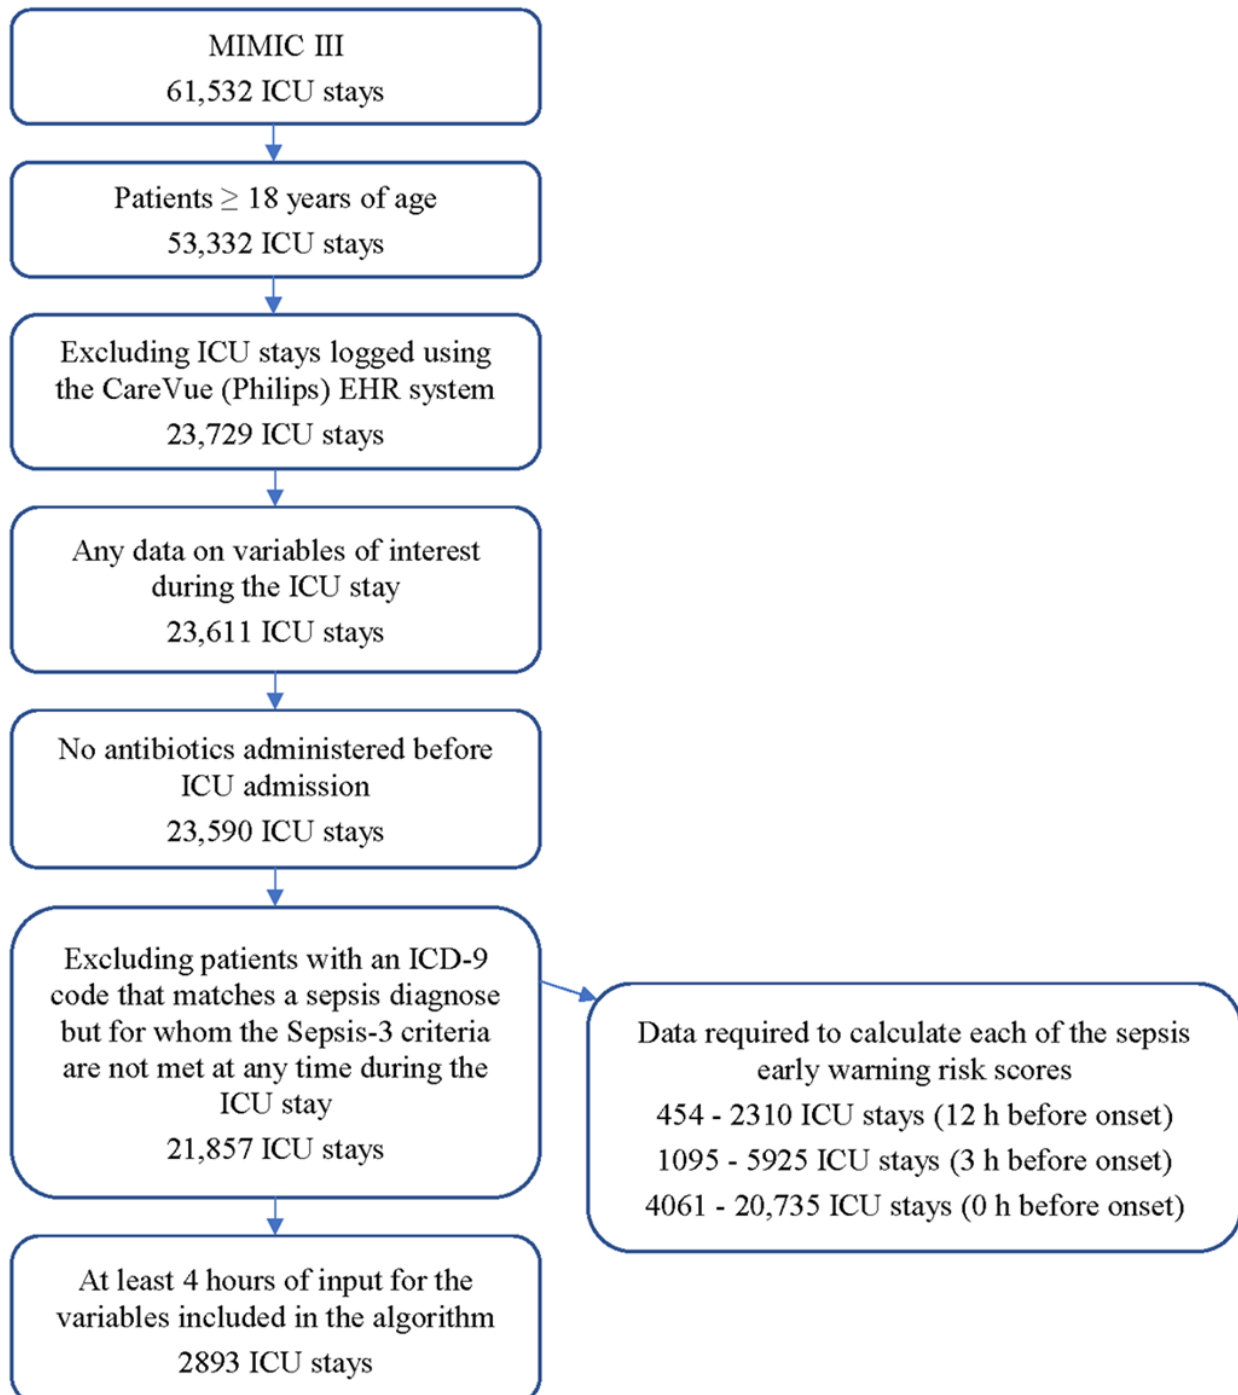 MIMIC III
61,532 ICU stays
Patients ≥ 18 years of age
53,332 ICU stays
Excluding ICU stays logged using
the CareVue (Philips) EHR system
23,729 ICU stays
Any data on variables of interest
during the ICU stay
23,611 ICU stays
No antibiotics administered before
ICU admission
23,590 ICU stays
Excluding patients with an ICD-9
code that matches a sepsis diagnose
but for whom the Sepsis-3 criteria
are not met at any time during the
ICU stay
21,857 ICU stays
Data required to calculate each of the sepsis
early warning risk scores
454 - 2310 ICU stays (12 h before onset)
1095 - 5925 ICU stays (3 h before onset)
4061 - 20,735 ICU stays (0 h before onset)
At least 4 hours of input for the
variables included in the algorithm
2893 ICU stays